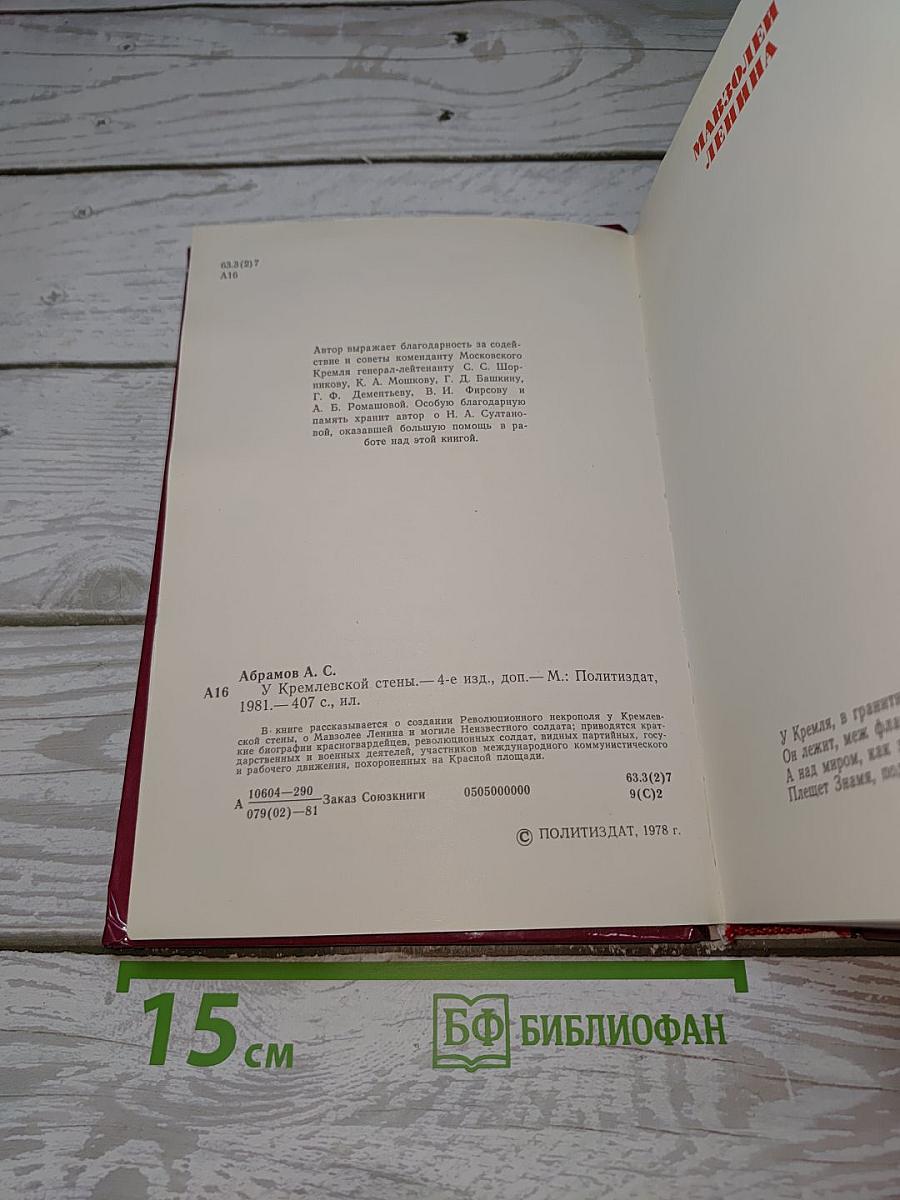 63.3(2)7
А16
Автор выражает благодарность за содей-
ствие и советы коменданту Московского
Кремля генерал-лейтенанту С. С. Шор-
никову, К. А. Мошкову, Г. Д. Башкину,
Г. Ф. Дементьеву, В. И. Фирсову и
А. Б. Ромашовой. Особую благодарную
память хранит автор о Н. А. Султано-
вой, оказавшей большую помощь в ра-
боте над этой книгой.
Абрамов А. С.
А16 У Кремлевской стены.— 4-е изд., доп.— М.: Политиздат,
1981.— 407 с., ил.
В книге рассказывается о создании Революционного некрополя у Кремлев-
ской стены, о Мавзолее Ленина и могиле Неизвестного солдата; приводятся крат-
кие биографии красногвардейцев, революционных солдат, видных партийных, госу-
дарственных и военных деятелей, участников международного коммунистического
и рабочего движения, похороненных на Красной площади.
А 10604—290 Заказ Союзкниги 0505000000 63.3(2)7
079(02)—81 9(С)2
© ПОЛИТИЗДАТ, 1978 г.
МАВЗОЛЕЙ
ЛЕНИНА
У Кремля, в гранитн
Он лежит, меж
А над миром, как
Плещет Знамя,
15 см
БФ БИБЛИОФАН